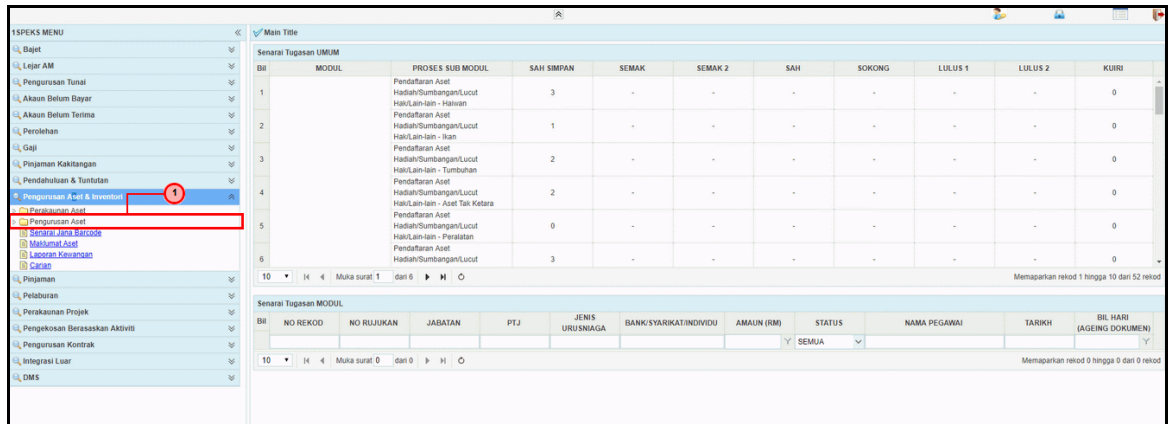 1SPEKS MENU
Main Title
Bajet
Lejar AM
Pengurusan Tunai
Akaun Belum Bayar
Akaun Belum Terima
Perolehan
Gaji
Pinjaman Kakitangan
Pendahuluan & Tuntutan
Pengurusan Aset & Inventori
1
Perakaunan Aset
Pengurusan Aset
Senarai Jana Barcode
Maklumat Aset
Laporan Kewangan
Carian
Pinjaman
Pelaburan
Perakaunan Projek
Pengekosan Berasaskan Aktiviti
Pengurusan Kontrak
Integrasi Luar
DMS
Senarai Tugasan UMUM
Bil MODUL PROSES SUB MODUL SAH SIMPAN SEMAK SEMAK 2 SAH SOKONG LULUS 1 LULUS 2 KUIRI
Pendaftaran Aset
1 Hadiah/Sumbangan/Lucut 3 - - - - - - 0
Hak/Lain-lain - Haiwan
Pendaftaran Aset
2 Hadiah/Sumbangan/Lucut 1 - - - - - - 0
Hak/Lain-lain - Ikan
Pendaftaran Aset
3 Hadiah/Sumbangan/Lucut 2 - - - - - - 0
Hak/Lain-lain - Tumbuhan
Pendaftaran Aset
4 Hadiah/Sumbangan/Lucut 2 - - - - - - 0
Hak/Lain-lain - Aset Tak Ketara
Pendaftaran Aset
5 Hadiah/Sumbangan/Lucut 0 - - - - - - 0
Hak/Lain-lain - Peralatan
Pendaftaran Aset
6 Hadiah/Sumbangan/Lucut 3 - - - - - - 0
10 Muka surat 1 dari 6 Memaparkan rekod 1 hingga 10 dari 52 rekod
Senarai Tugasan MODUL
Bil NO REKOD NO RUJUKAN JABATAN PTJ JENIS URUSNIAGA BANK/SYARIKAT/INDIVIDU AMAUN (RM) STATUS NAMA PEGAWAI TARIKH BIL HARI (AGEING DOKUMEN)
SEMUA
10 Muka surat 0 dari 0 Memaparkan rekod 0 hingga 0 dari 0 rekod